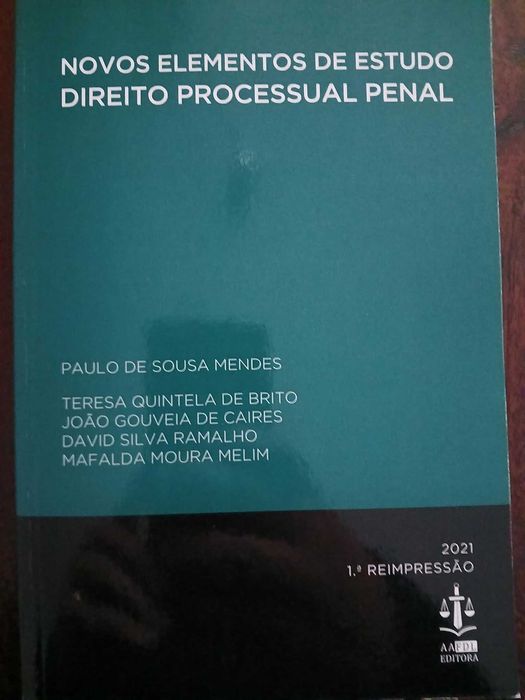 NOVOS ELEMENTOS DE ESTUDO
DIREITO PROCESSUAL PENAL
PAULO DE SOUSA MENDES
TERESA QUINTELA DE BRITO
JOÃO GOUVEIA DE CAIRES
DAVID SILVA RAMALHO
MAFALDA MOURA MELIM
2021
1.ª REIMPRESSÃO
AAFDL
EDITORA